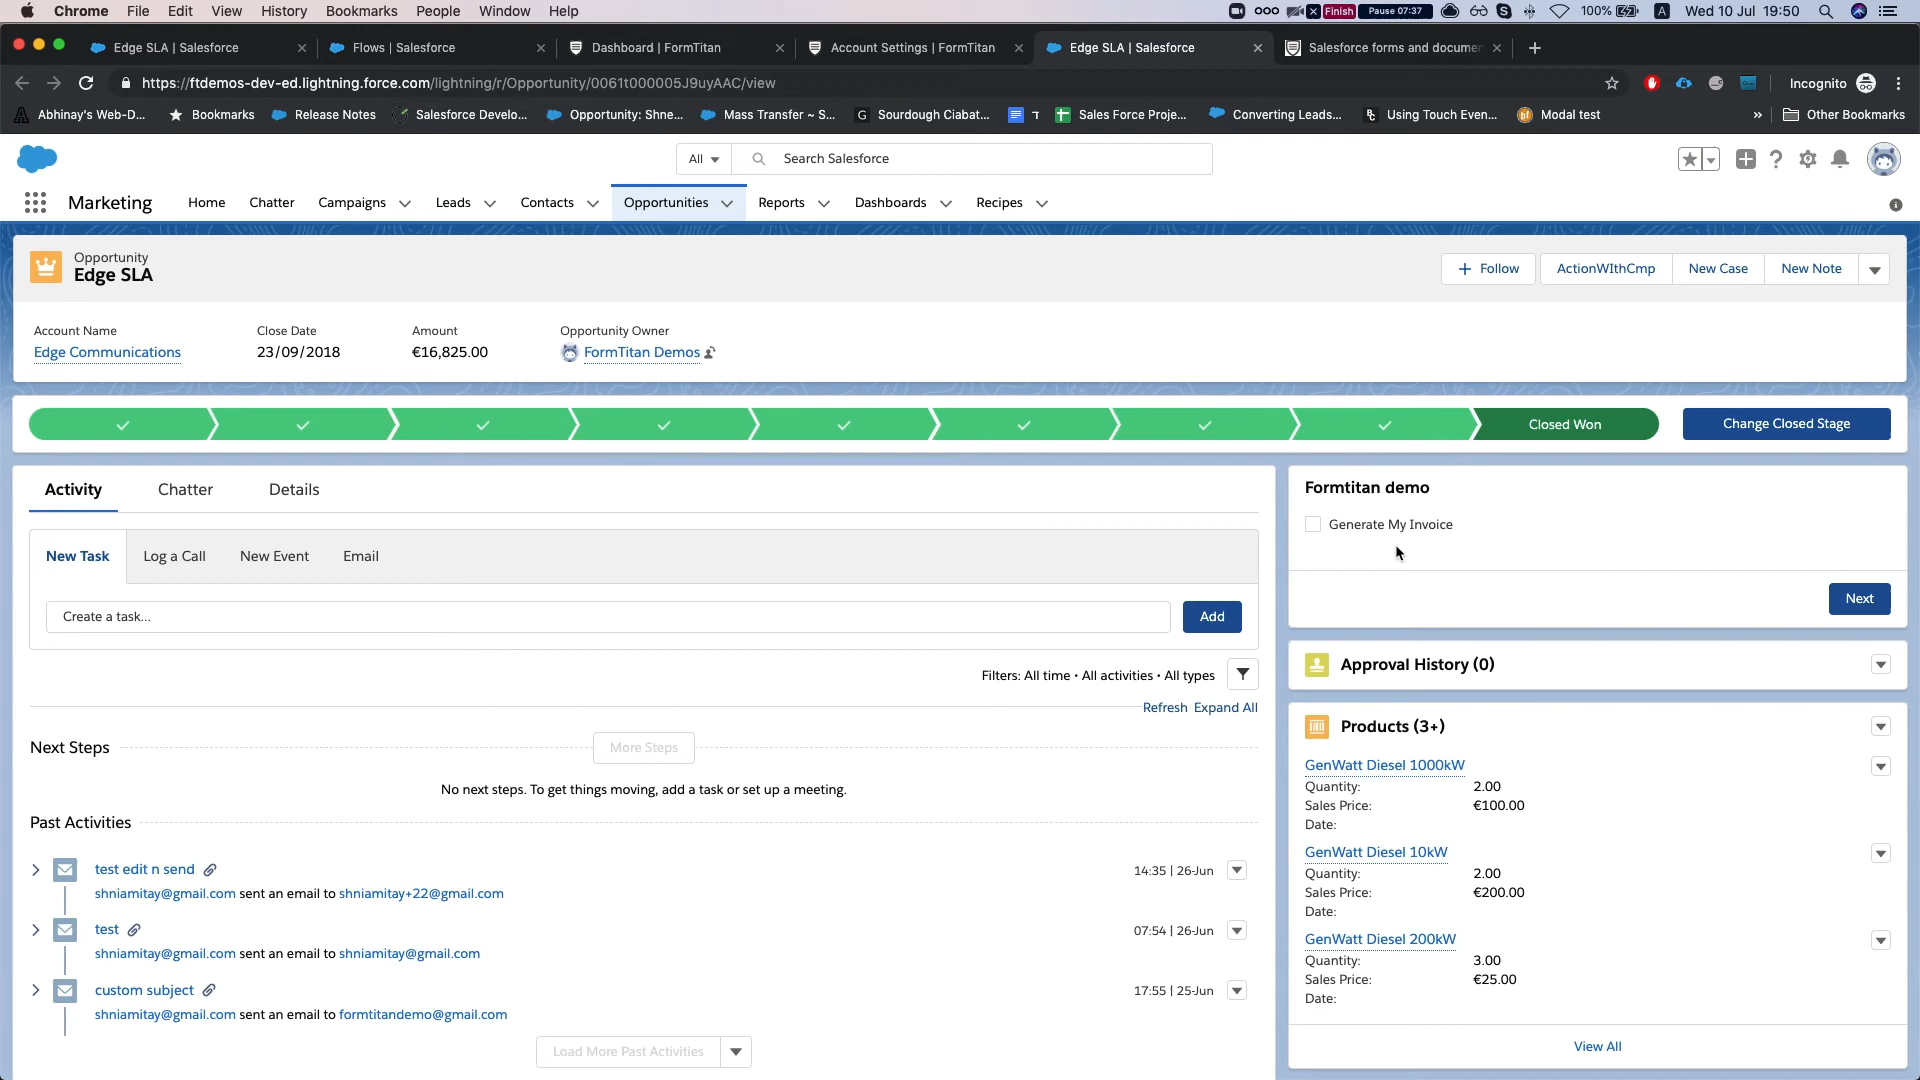 Chrome File Edit View History Bookmarks People Window Help Finish Pause 07:37 100% A Wed 10 Jul 19:50
Edge SLA | Salesforce Flows | Salesforce Dashboard | FormTitan Account Settings | FormTitan Edge SLA | Salesforce Salesforce forms and documen
https://ftdemos-dev-ed.lightning.force.com/lightning/r/Opportunity/0061t000005J9uyAAC/view Incognito
Abhinay's Web-D... Bookmarks Release Notes Salesforce Develo... Opportunity: Shne... Mass Transfer ~ S... G Sourdough Ciabat... T Sales Force Proje... Converting Leads... Using Touch Even... Modal test » Other Bookmarks
All Search Salesforce
Marketing Home Chatter Campaigns Leads Contacts Opportunities Reports Dashboards Recipes
Opportunity
Edge SLA
+ Follow ActionWIthCmp New Case New Note
Account Name Close Date Amount Opportunity Owner
Edge Communications 23/09/2018 €16,825.00 FormTitan Demos
Closed Won Change Closed Stage
Activity Chatter Details
New Task Log a Call New Event Email
Create a task... Add
Filters: All time • All activities • All types
Refresh Expand All
Next Steps More Steps
No next steps. To get things moving, add a task or set up a meeting.
Past Activities
test edit n send 14:35 | 26-Jun
shniamitay@gmail.com sent an email to shniamitay+22@gmail.com
test 07:54 | 26-Jun
shniamitay@gmail.com sent an email to shniamitay@gmail.com
custom subject 17:55 | 25-Jun
shniamitay@gmail.com sent an email to formtitandemo@gmail.com
Load More Past Activities
Formtitan demo
Generate My Invoice
Next
Approval History (0)
Products (3+)
GenWatt Diesel 1000kW
Quantity: 2.00
Sales Price: €100.00
Date:
GenWatt Diesel 10kW
Quantity: 2.00
Sales Price: €200.00
Date:
GenWatt Diesel 200kW
Quantity: 3.00
Sales Price: €25.00
Date:
View All